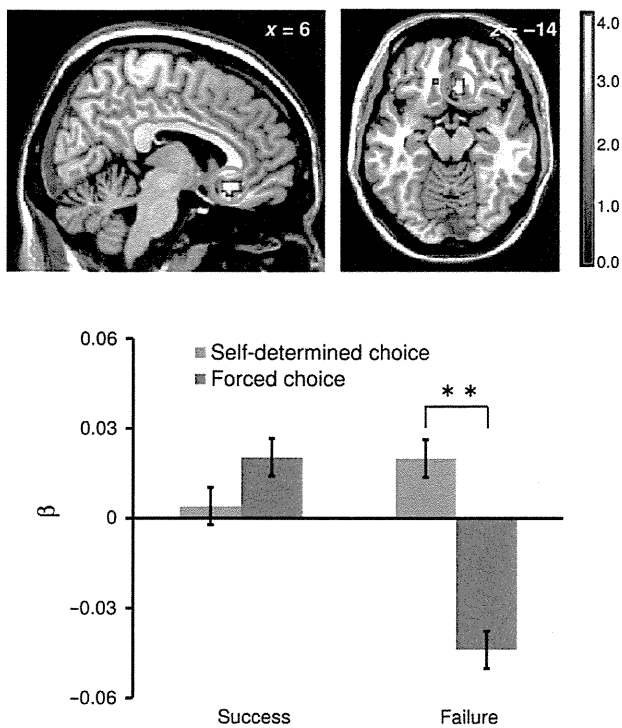 x = 6
z = −14
4.0
3.0
2.0
1.0
0.0
0.06
0.03
0
−0.03
−0.06
β
Self-determined choice
Forced choice
* *
Success
Failure